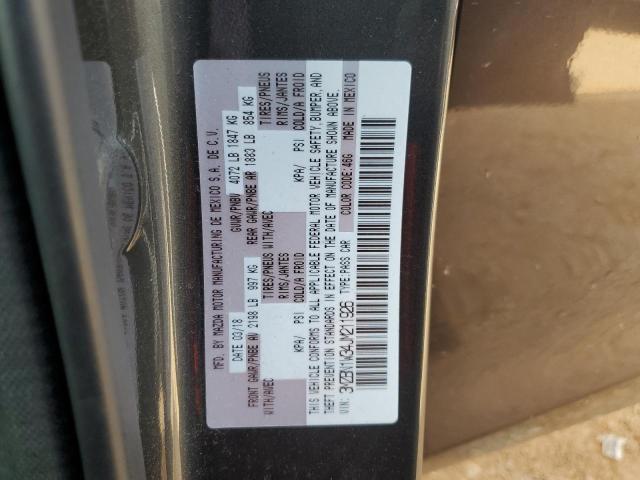 MFD. BY MAZDA MOTOR MANUFACTURING DE MEXICO S.A. DE C.V.
DATE 03/18 GVWR/PNBV 4072 LB 1847 KG
FRONT GAWR/PNBE AV 2198 LB 997 KG REAR GAWR/PNBE AR 1883 LB 854 KG
WITH/AVEC TIRES/PNEUS WITH/AVEC TIRES/PNEUS
RIMS/JANTES RIMS/JANTES
KPA/ PSI COLD/A FROID KPA/ PSI COLD/A FROID
THIS VEHICLE CONFORMS TO ALL APPLICABLE FEDERAL MOTOR VEHICLE SAFETY, BUMPER, AND
THEFT PREVENTION STANDARDS IN EFFECT ON THE DATE OF MANUFACTURE SHOWN ABOVE.
VIN: 3MZBN1W34JM211926 TYPE:PASS CAR COLOR CODE:46G MADE IN MEXICO